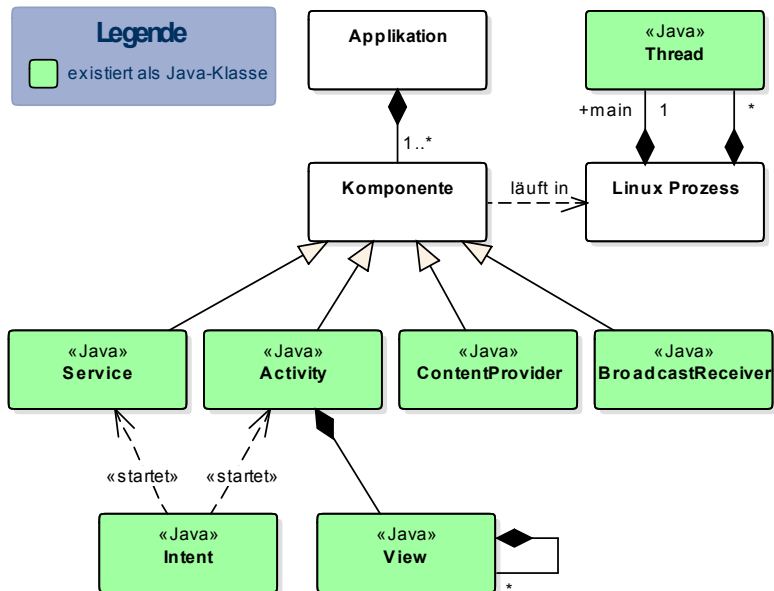 Legende
existiert als Java-Klasse
Applikation
«Java»
Thread
+main
1
*
1..*
Komponente
läuft in
Linux Prozess
«Java»
Service
«Java»
Activity
«Java»
ContentProvider
«Java»
BroadcastReceiver
«startet»
«startet»
«Java»
Intent
«Java»
View
*